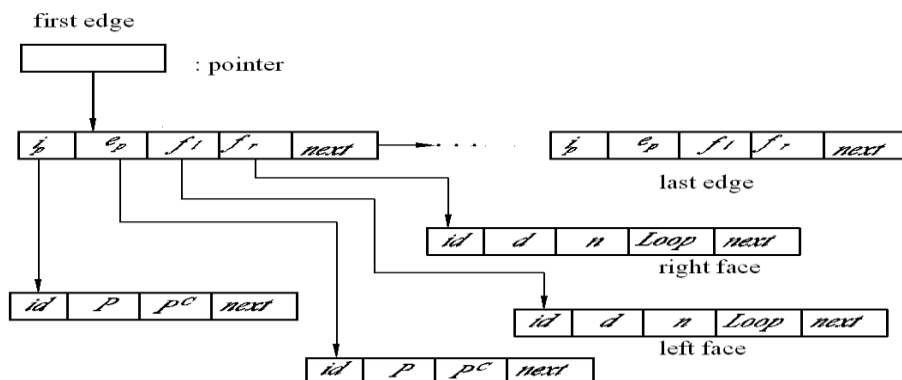 first edge
: pointer
i_p e_p f_l f_r next . . . . i_p e_p f_l f_r next
last edge
id d n Loop next
right face
id P P^C next
id d n Loop next
left face
id P P^C next